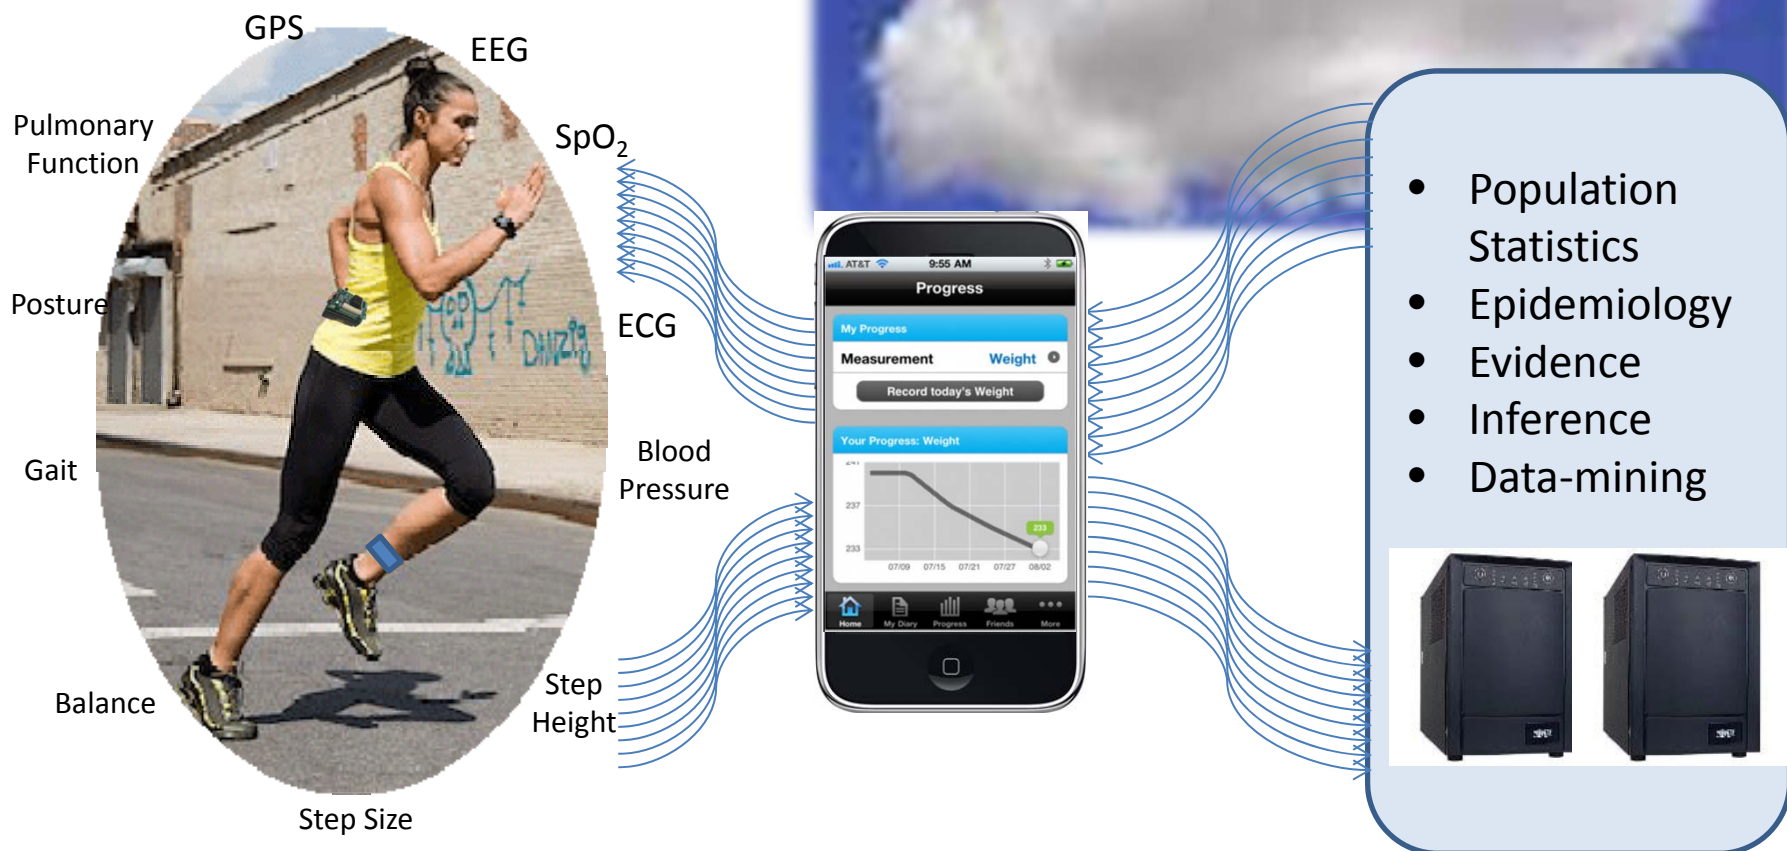 GPS
EEG
Pulmonary
Function
SpO₂
Posture
ECG
Gait
Blood
Pressure
Balance
Step
Height
Step Size
DANZIG
AT&T
9:55 AM
Progress
My Progress
Measurement Weight
Record today's Weight
Your Progress: Weight
241
237
233
233
07/09 07/15 07/21 07/27 08/02
Home My Diary Progress Friends More
• Population
Statistics
• Epidemiology
• Evidence
• Inference
• Data-mining